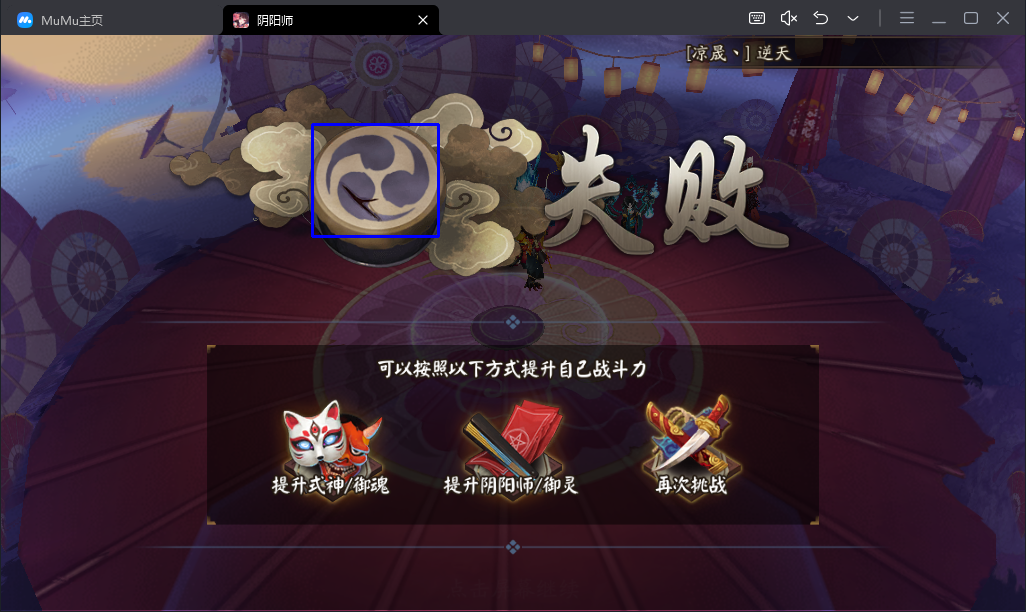 MuMu主页
阴阳师
[凉晟丶] 逆天
失败
可以按照以下方式提升自己战斗力
提升式神/御魂
提升阴阳师/御灵
再次挑战